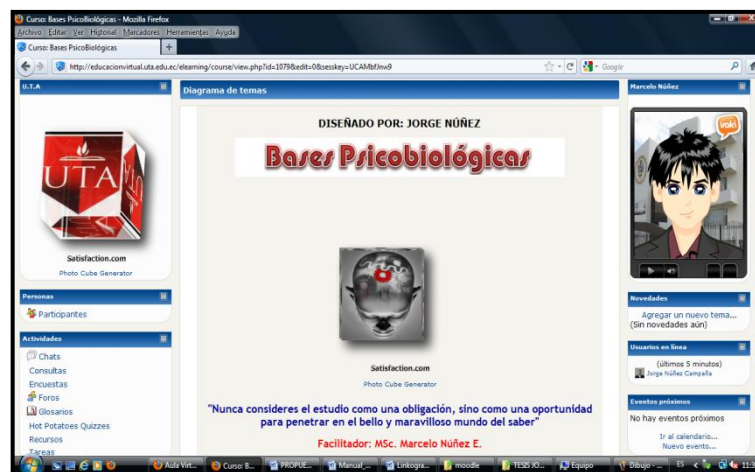 Curso: Bases PsicoBiológicas - Mozilla Firefox
Archivo Editar Ver Historial Marcadores Herramientas Ayuda
Curso: Bases PsicoBiológicas
http://educacionvirtual.uta.edu.ec/elearning/course/view.php?id=1079&edit=0&sesskey=UCAMbfJnw9
Google
U.T.A
UTA
Satisfaction.com
Photo Cube Generator
Personas
Participantes
Actividades
Chats
Consultas
Encuestas
Foros
Glosarios
Hot Potatoes Quizzes
Recursos
Tareas
Diagrama de temas
DISEÑADO POR: JORGE NÚÑEZ
Bases Psicobiológicas
Satisfaction.com
Photo Cube Generator
"Nunca consideres el estudio como una obligación, sino como una oportunidad
para penetrar en el bello y maravilloso mundo del saber"
Facilitador: MSc. Marcelo Núñez E.
Marcelo Núñez
voki
Novedades
Agregar un nuevo tema...
(Sin novedades aún)
Usuarios en línea
(últimos 5 minutos)
Jorge Núñez Campaña
Eventos próximos
No hay eventos próximos
Ir al calendario...
Nuevo evento...
Aula Virt...
Curso: B...
PROPUE...
Manual_...
Linkogra...
moodle
TESIS JO...
Equipo
Dibujo - ...
ES